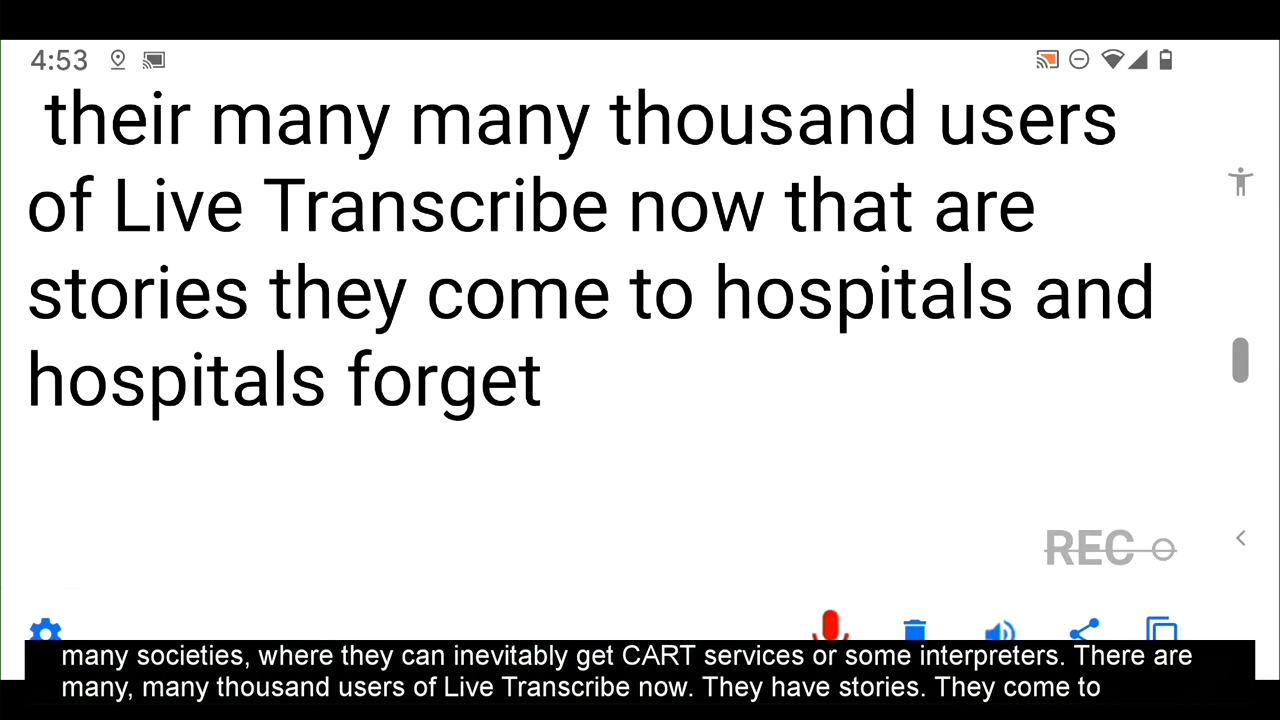 4:53
their many many thousand users
of Live Transcribe now that are
stories they come to hospitals and
hospitals forget
REC
many societies, where they can inevitably get CART services or some interpreters. There are
many, many thousand users of Live Transcribe now. They have stories. They come to